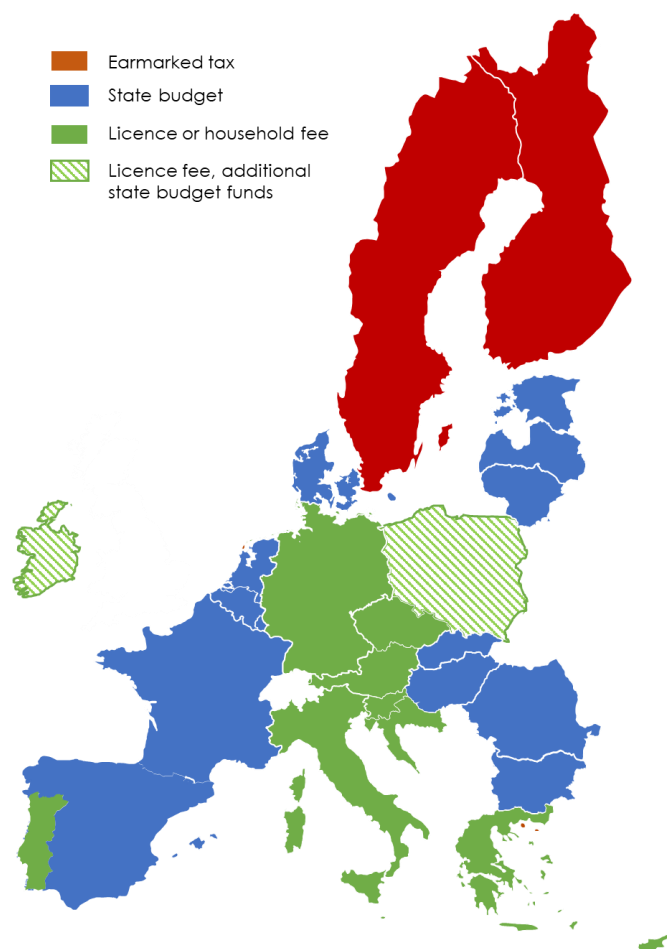 Earmarked tax
State budget
Licence or household fee
Licence fee, additional
state budget funds